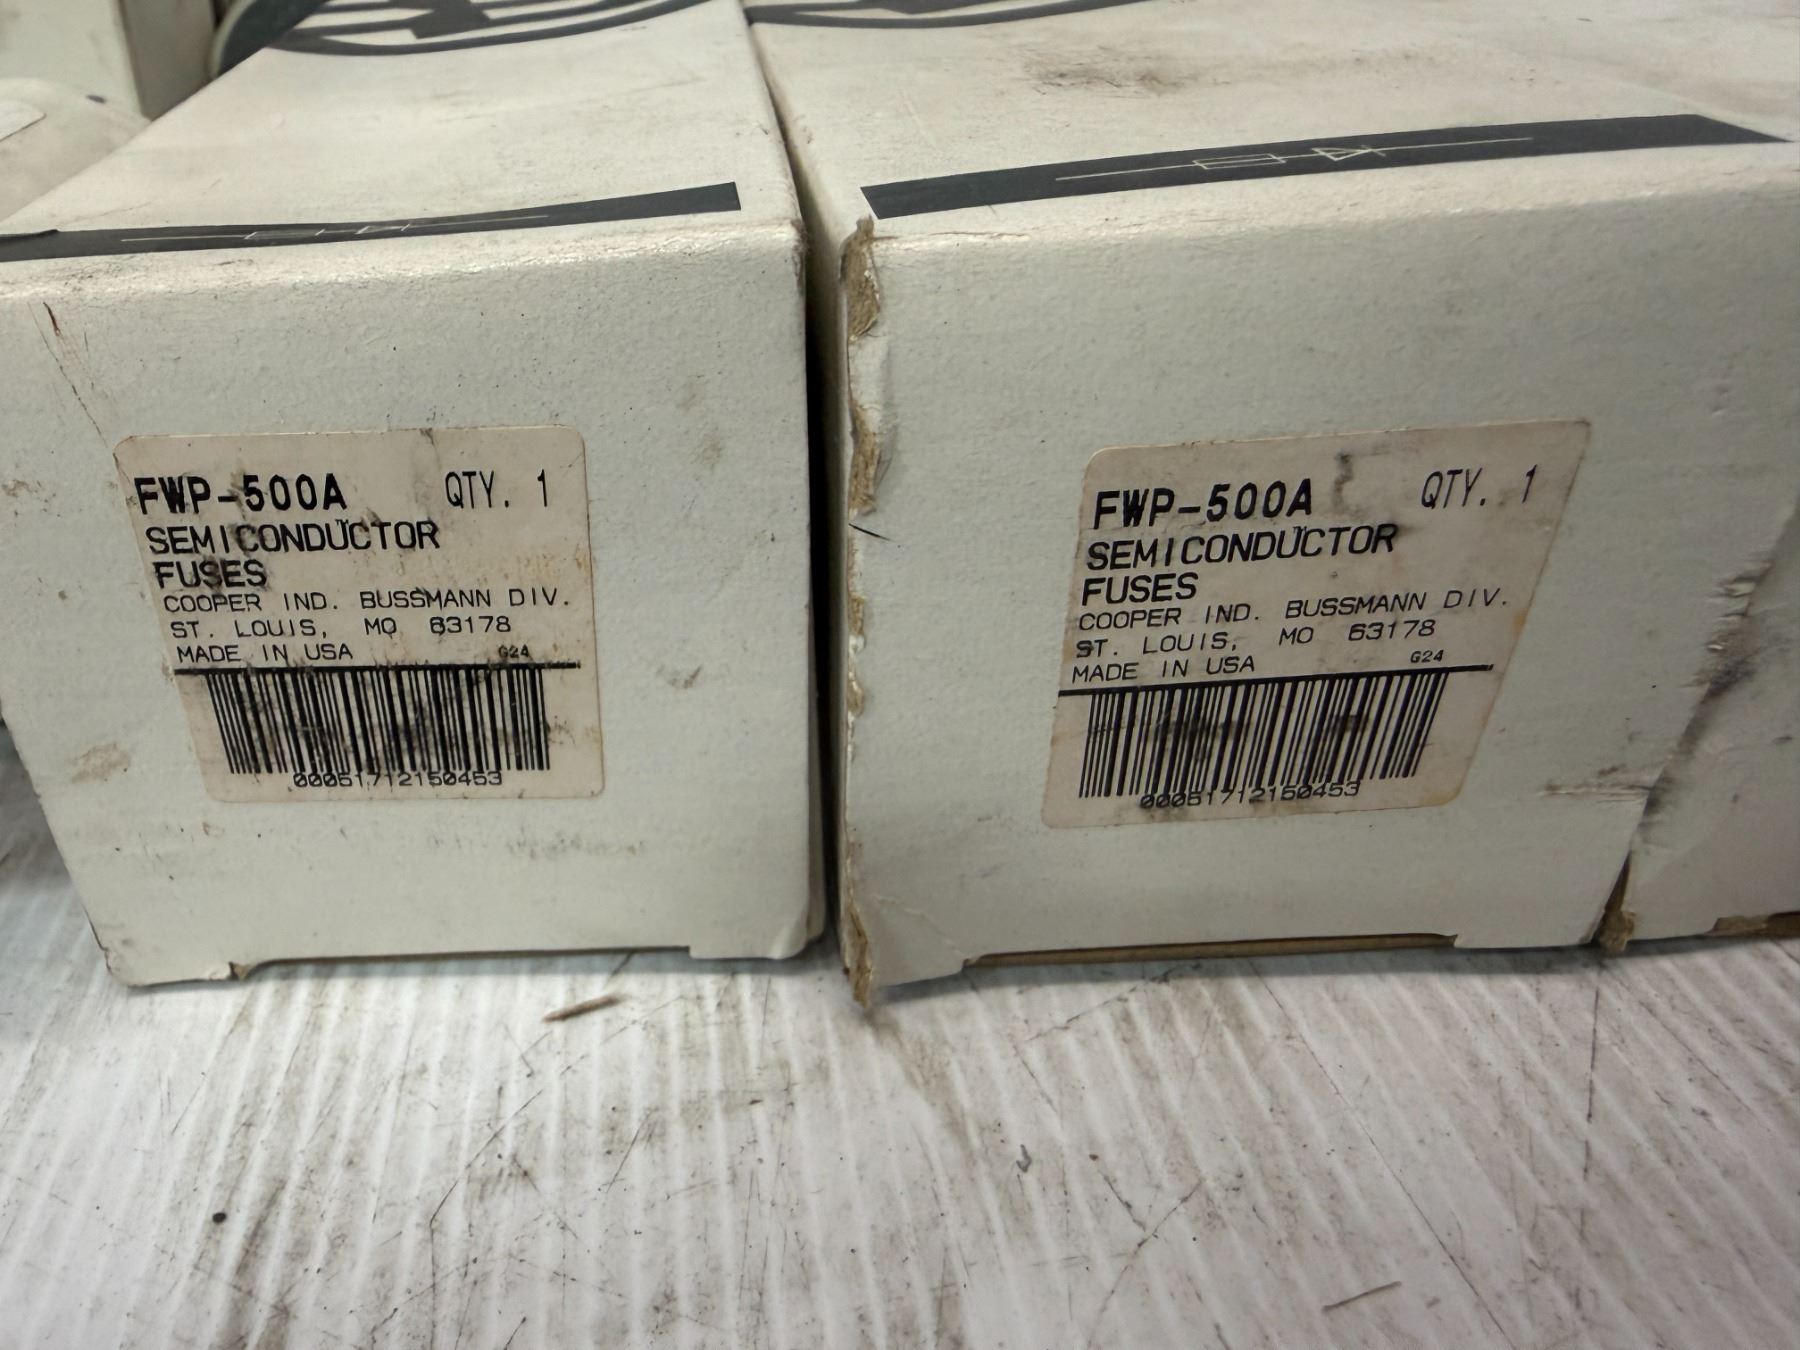 FWP-500A QTY. 1
SEMICONDUCTOR
FUSES
COOPER IND. BUSSMANN DIV.
ST. LOUIS, MO 63178
MADE IN USA G24
00051712150453
FWP-500A QTY. 1
SEMICONDUCTOR
FUSES
COOPER IND. BUSSMANN DIV.
ST. LOUIS, MO 63178
MADE IN USA G24
00051712150453